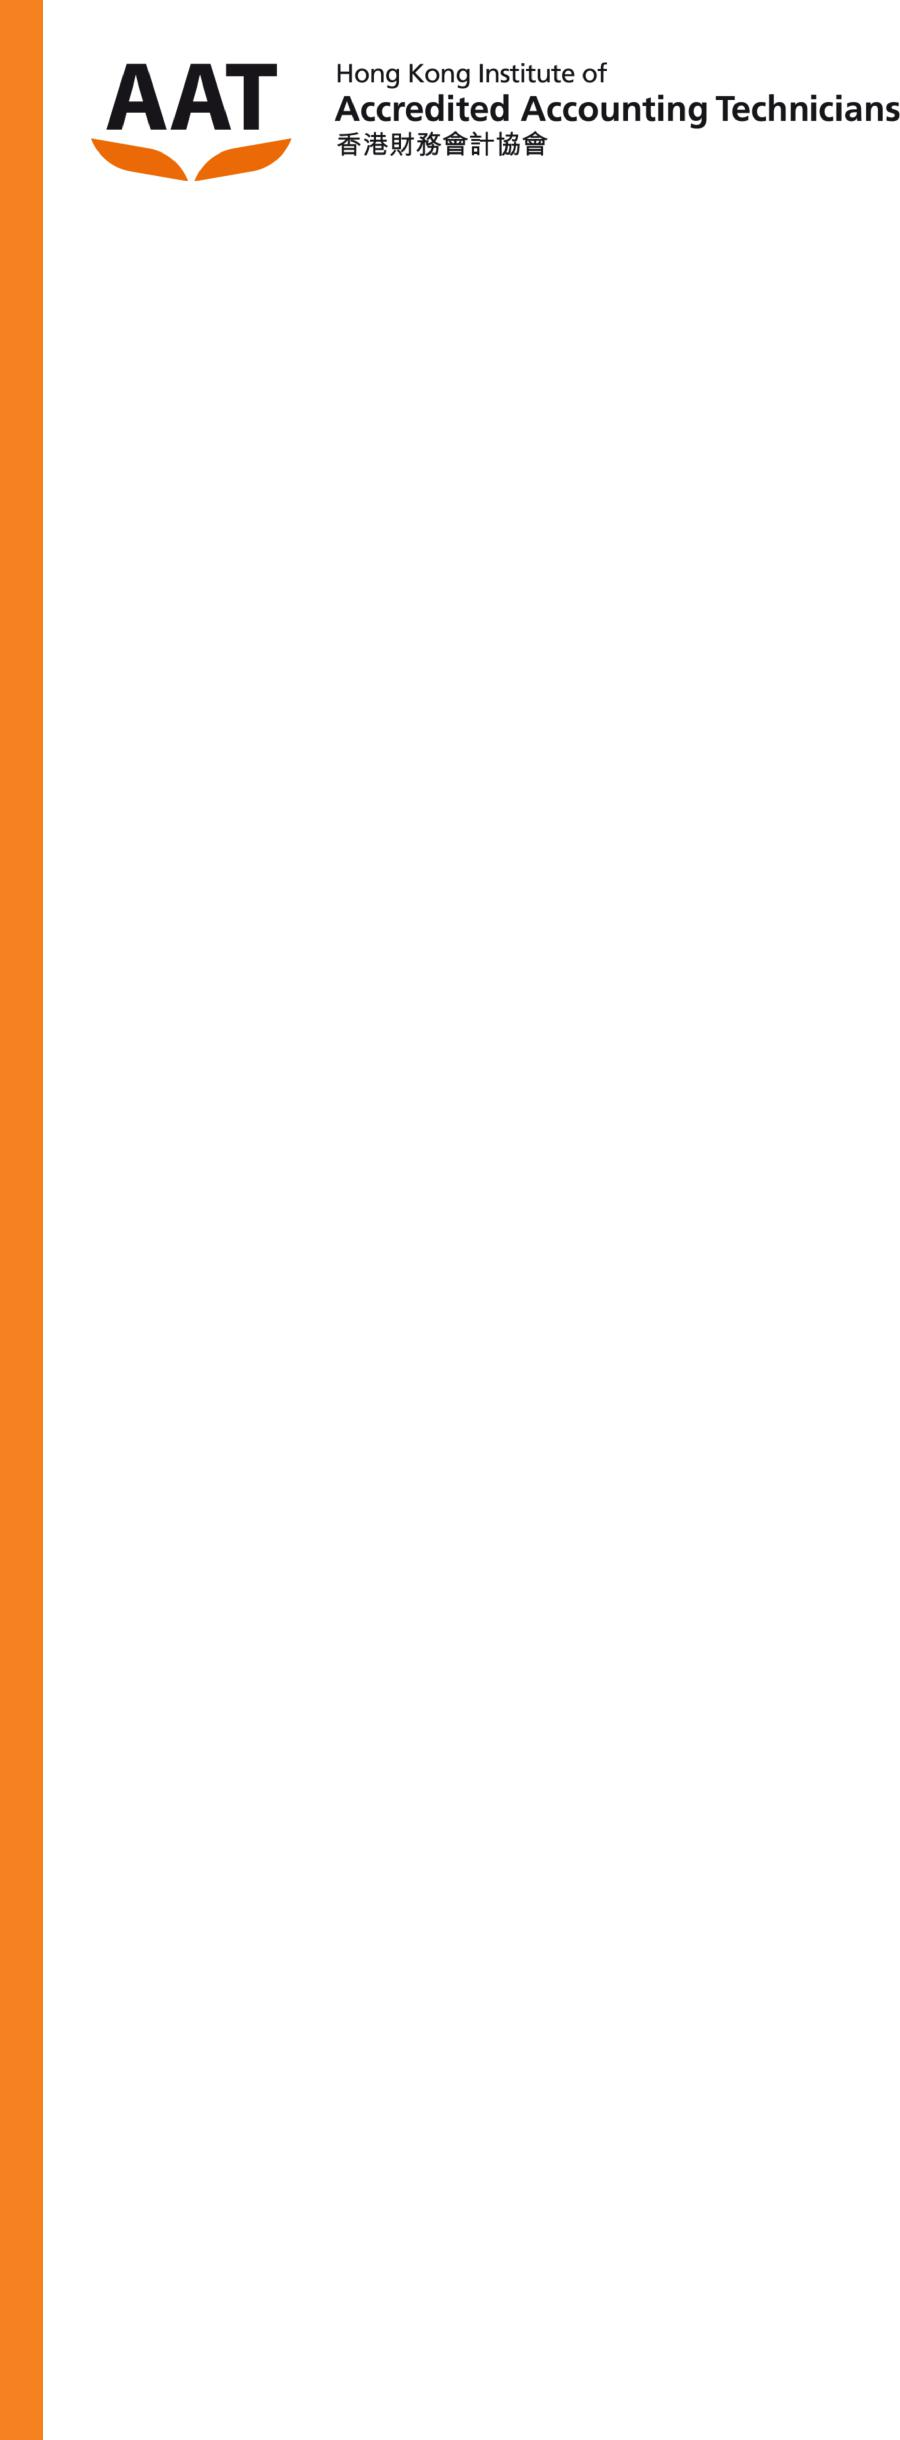 AAT
Hong Kong Institute of
Accredited Accounting Technicians
香港財務會計協會